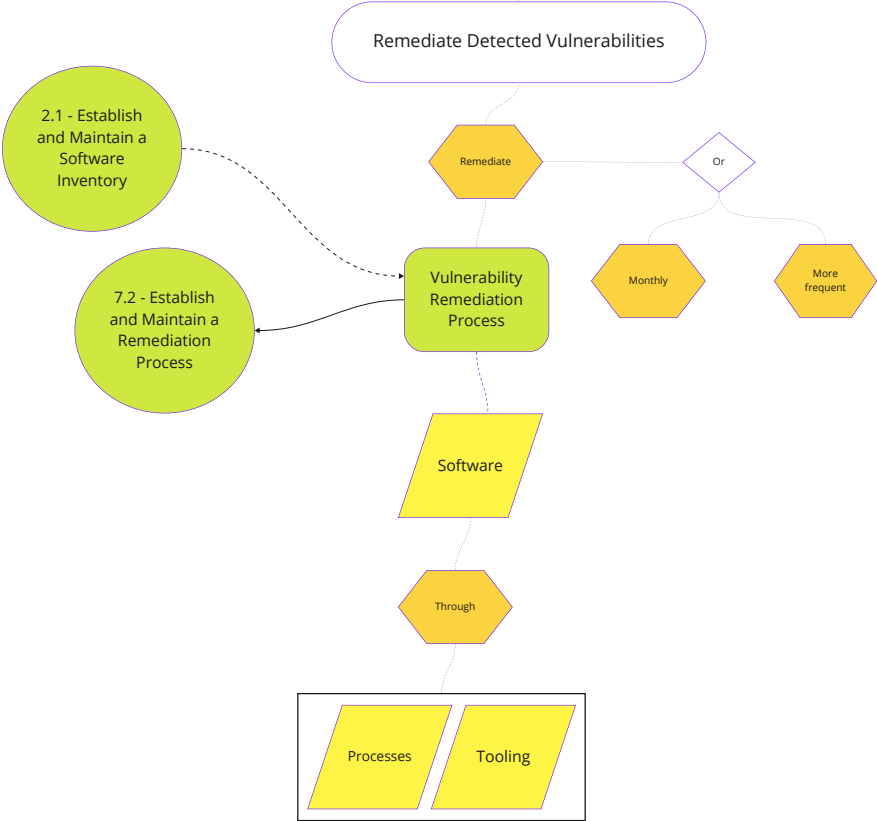 Remediate Detected Vulnerabilities
2.1 - Establish
and Maintain a
Software
Inventory
Remediate
Or
Monthly
More
frequent
Vulnerability
Remediation
Process
7.2 - Establish
and Maintain a
Remediation
Process
Software
Through
Processes
Tooling